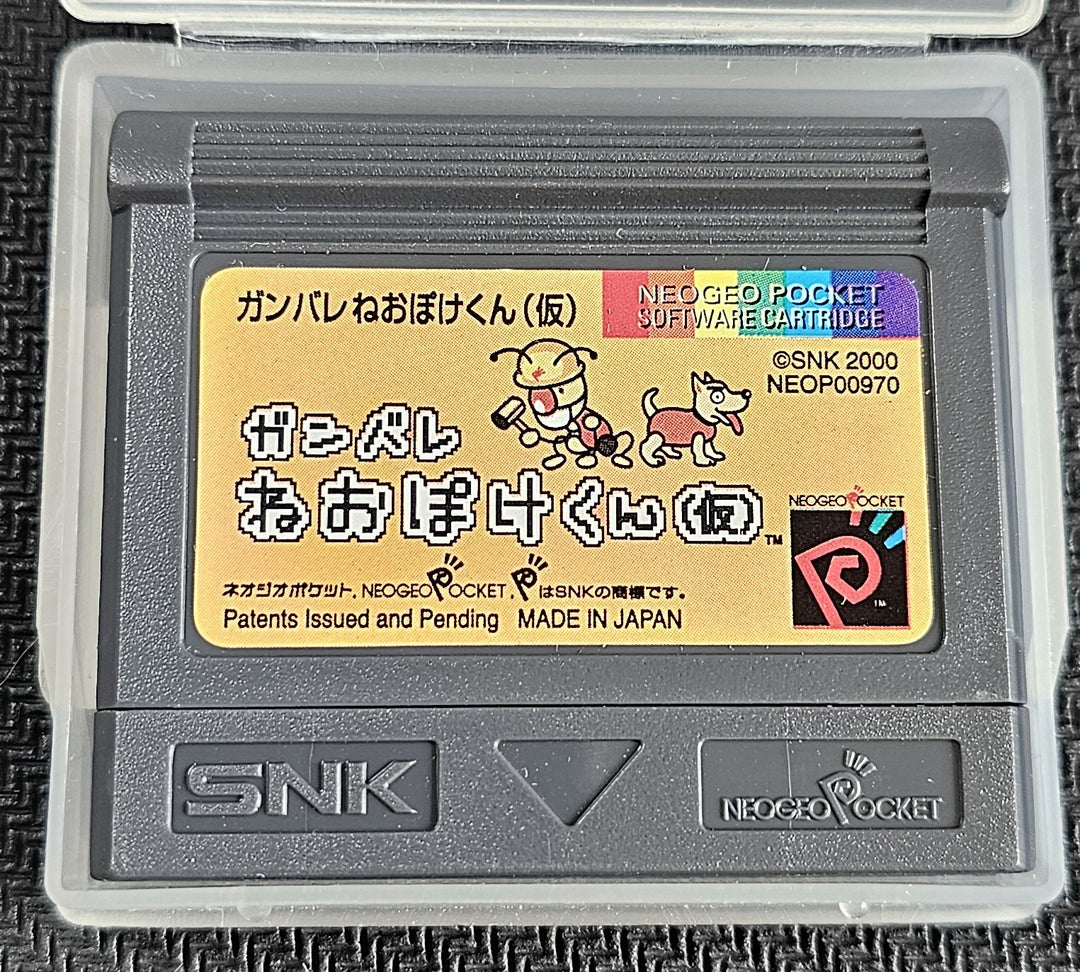 ガンバレねおぽけくん(仮)
NEOGEO POCKET
SOFTWARE CARTRIDGE
©SNK 2000
NEOP00970
ガンバレ
ねおぽけくん(仮)™
NEOGEO POCKET
TM
ネオジオポケット, NEOGEO POCKET, PはSNKの商標です。
Patents Issued and Pending MADE IN JAPAN
SNK
NEOGEO POCKET